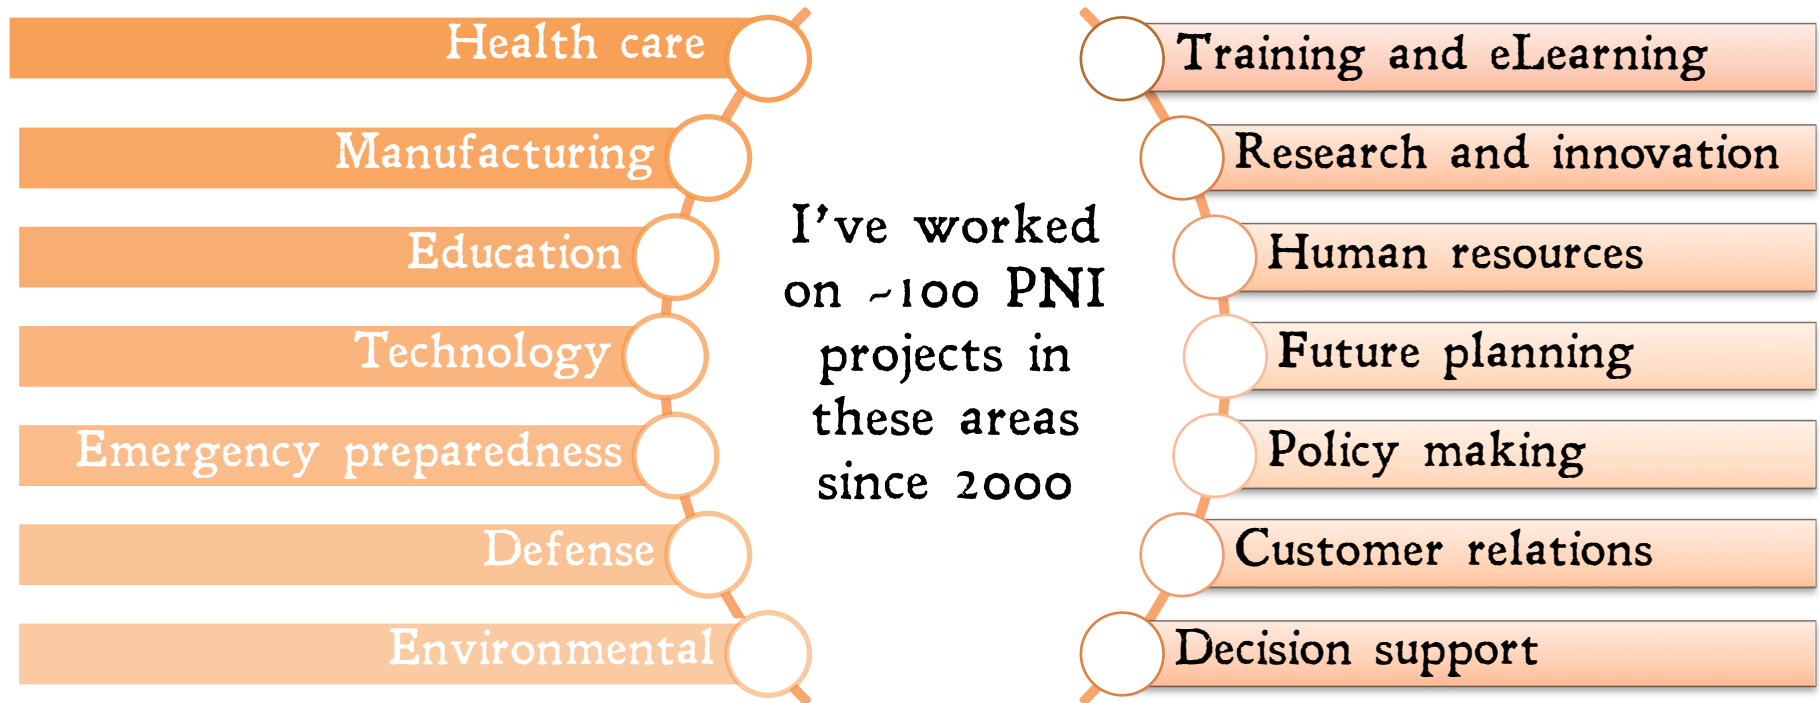 Health care
Manufacturing
Education
Technology
Emergency preparedness
Defense
Environmental
I've worked
on ~100 PNI
projects in
these areas
since 2000
Training and eLearning
Research and innovation
Human resources
Future planning
Policy making
Customer relations
Decision support